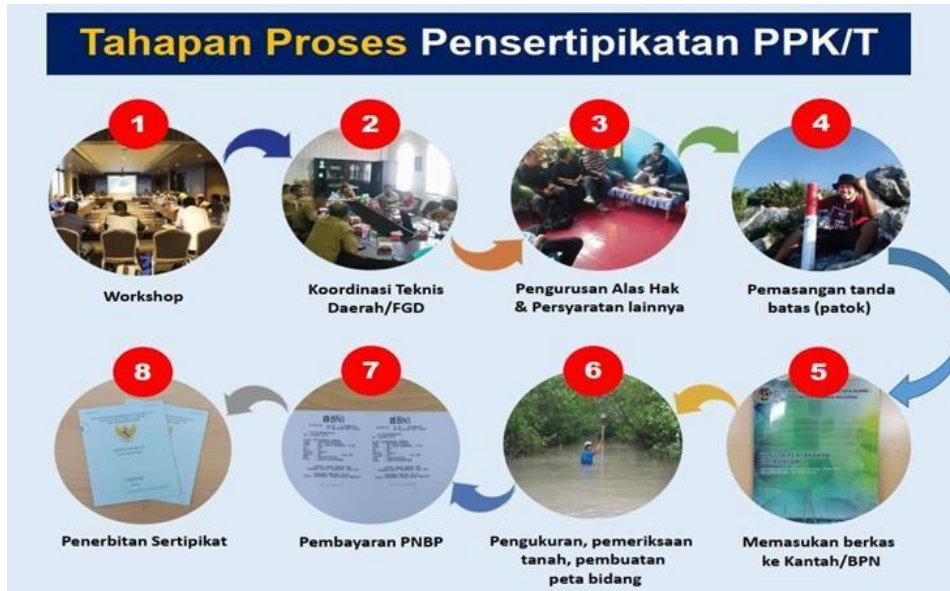 Tahapan Proses Pensertipikatan PPK/T
1
Workshop
2
Koordinasi Teknis
Daerah/FGD
3
Pengurusan Alas Hak
& Persyaratan lainnya
4
Pemasangan tanda
batas (patok)
5
Memasukan berkas
ke Kantah/BPN
6
Pengukuran, pemeriksaan
tanah, pembuatan
peta bidang
7
BNI BNI
Pembayaran PNBP
8
Penerbitan Sertipikat